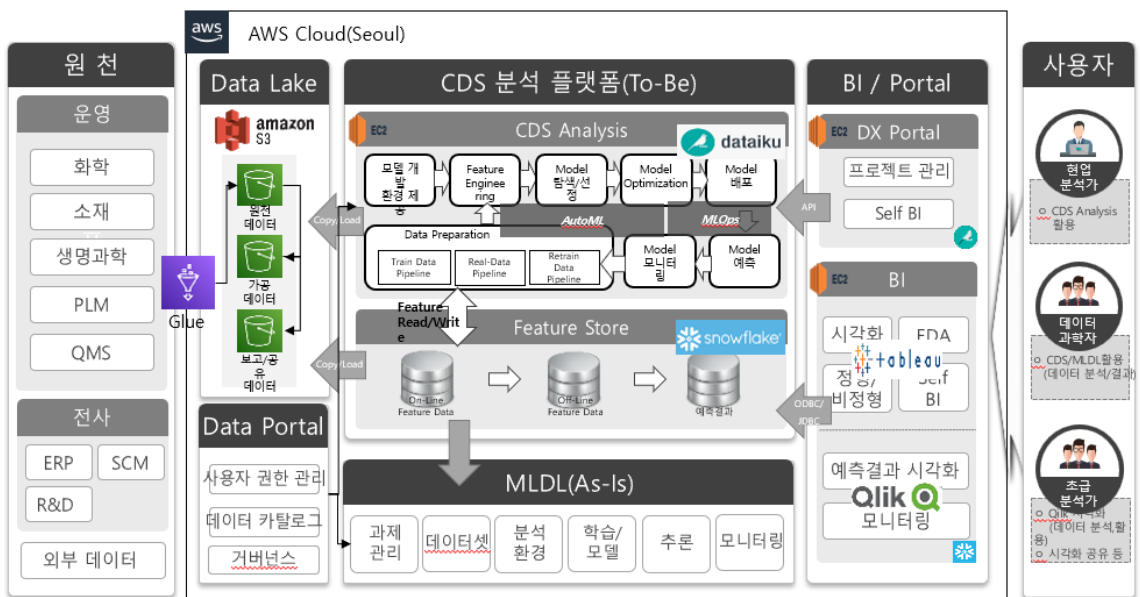 aws
AWS Cloud(Seoul)
원 천
운영
화학
소재
생명과학
PLM
QMS
전사
ERP
SCM
R&D
외부 데이터
Glue
Data Lake
amazon
S3
원천
데이터
가공
데이터
보고/공
유
데이터
Data Portal
사용자 권한 관리
데이터 카탈로그
거버넌스
CDS 분석 플랫폼(To-Be)
EC2
CDS Analysis
dataiku
모델 개
발
환경 제
공
Feature
Enginee
ring
Model
탐색/선
정
Model
Optimization
Model
배포
Copy/Load
AutoML
MLOps
API
Data Preparation
Train Data
Pipeline
Real-Data
Pipeline
Retrain
Data
Pipeline
Model
모니터
링
Model
예측
Feature
Read/Writ
e
Feature Store
snowflake
Copy/Load
On-Line
Feature Data
Off-Line
Feature Data
예측결과
ODBC/
JDBC
MLDL(As-Is)
과제
관리
데이터셋
분석
환경
학습/
모델
추론
모니터링
BI / Portal
EC2
DX Portal
프로젝트 관리
Self BI
EC2
BI
시각화
EDA
tableau
정형/
비정형
Self
BI
예측결과 시각화
Qlik
모니터링
사용자
현업
분석가
CDS Analysis
활용
데이터
과학자
CDS/MLDL활용
(데이터 분석/결과)
초급
분석가
Qlik 시각화
(데이터 분석,활
용)
시각화 공유 등